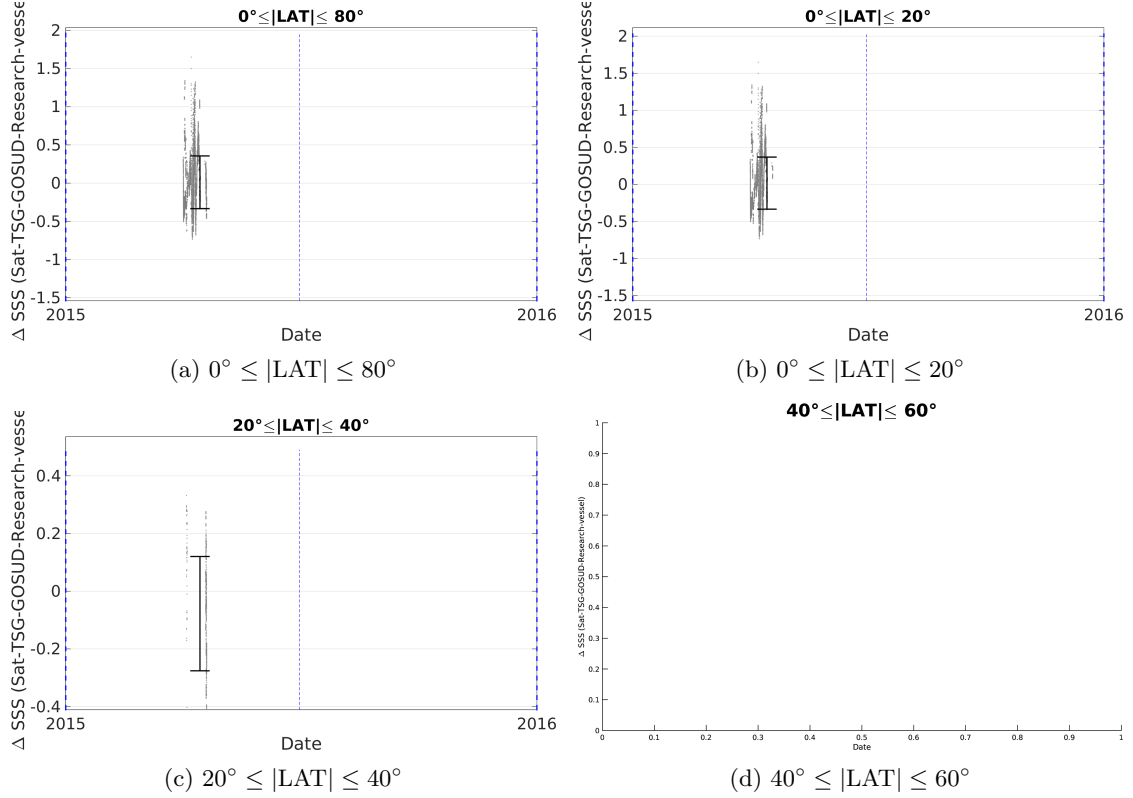 0°≤|LAT|≤ 80°
Δ SSS (Sat-TSG-GOSUD-Research-vesse
2
1.5
1
0.5
0
-0.5
-1
-1.5
2015
2016
Date
(a) 0° ≤ |LAT| ≤ 80°
0°≤|LAT|≤ 20°
Δ SSS (Sat-TSG-GOSUD-Research-vesse
2
1.5
1
0.5
0
-0.5
-1
-1.5
2015
2016
Date
(b) 0° ≤ |LAT| ≤ 20°
20°≤|LAT|≤ 40°
Δ SSS (Sat-TSG-GOSUD-Research-vesse
0.4
0.2
0
-0.2
-0.4
2015
2016
Date
(c) 20° ≤ |LAT| ≤ 40°
40°≤|LAT|≤ 60°
Δ SSS (Sat-TSG-GOSUD-Research-vessel)
1
0.9
0.8
0.7
0.6
0.5
0.4
0.3
0.2
0.1
0
0 0.1 0.2 0.3 0.4 0.5 0.6 0.7 0.8 0.9 1
Date
(d) 40° ≤ |LAT| ≤ 60°